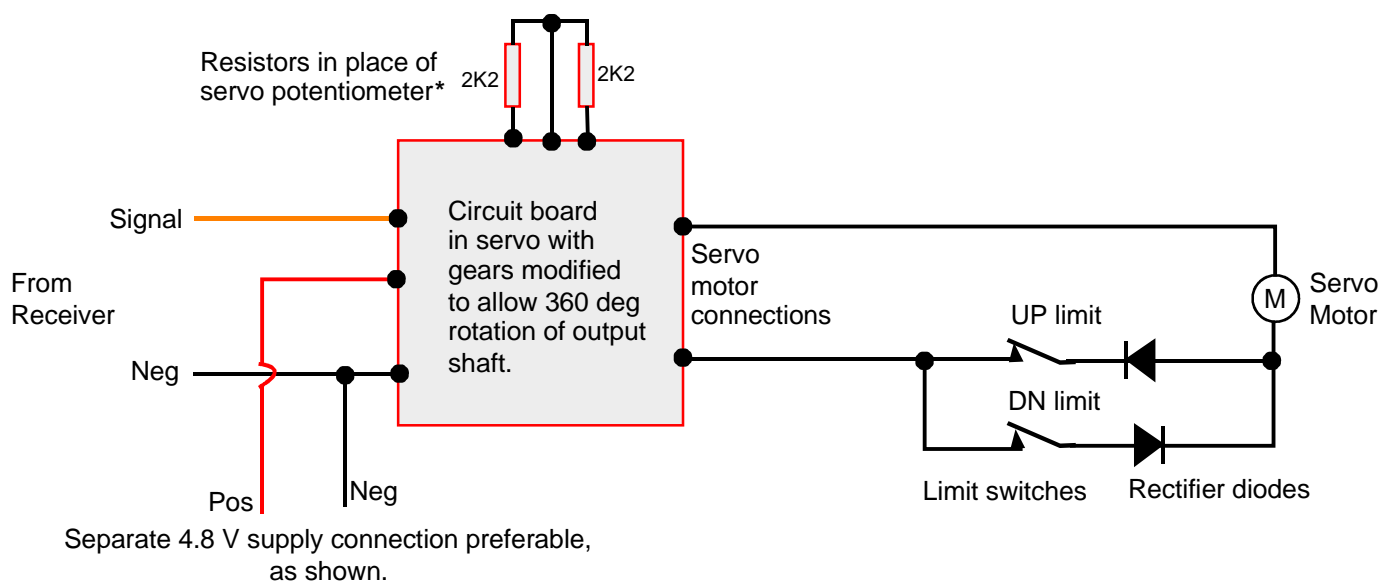 Resistors in place of
servo potentiometer*
2K2
2K2
Signal
From
Receiver
Neg
Circuit board
in servo with
gears modified
to allow 360 deg
rotation of output
shaft.
Servo
motor
connections
UP limit
M
Servo
Motor
DN limit
Limit switches
Rectifier diodes
Pos
Neg
Separate 4.8 V supply connection preferable,
as shown.